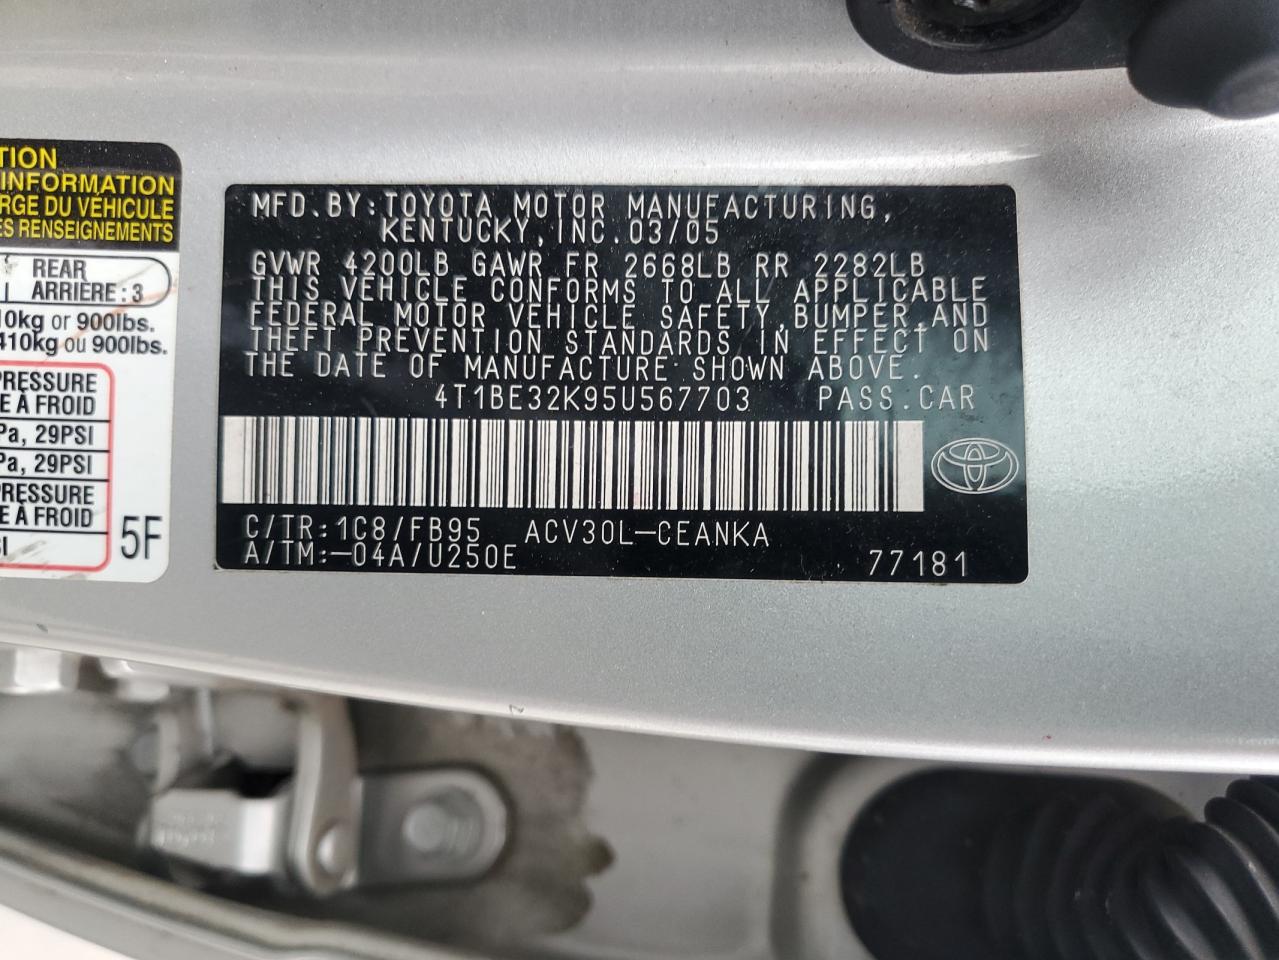 TION
INFORMATION
RGE DU VÉHICULE
ES RENSEIGNEMENTS
REAR
ARRIÈRE : 3
10kg or 900lbs.
410kg ou 900lbs.
PRESSURE
E À FROID
Pa, 29PSI
Pa, 29PSI
PRESSURE
E À FROID
5F
MFD.BY:TOYOTA MOTOR MANUFACTURING,
KENTUCKY,INC.03/05
GVWR 4200LB GAWR FR 2668LB RR 2282LB
THIS VEHICLE CONFORMS TO ALL APPLICABLE
FEDERAL MOTOR VEHICLE SAFETY,BUMPER,AND
THEFT PREVENTION STANDARDS IN EFFECT ON
THE DATE OF MANUFACTURE SHOWN ABOVE.
4T1BE32K95U567703 PASS.CAR
C/TR:1C8/FB95 ACV30L-CEANKA
A/TM:-04A/U250E 77181